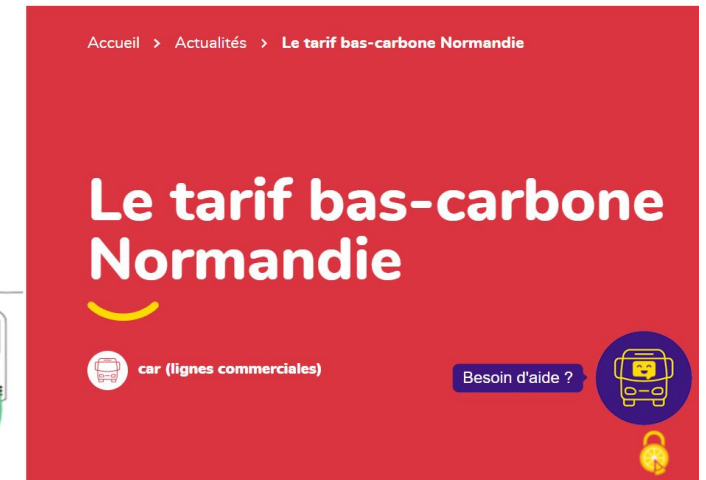 Accueil > Actualités > Le tarif bas-carbone Normandie
Le tarif bas-carbone
Normandie
car (lignes commerciales)
Besoin d'aide ?